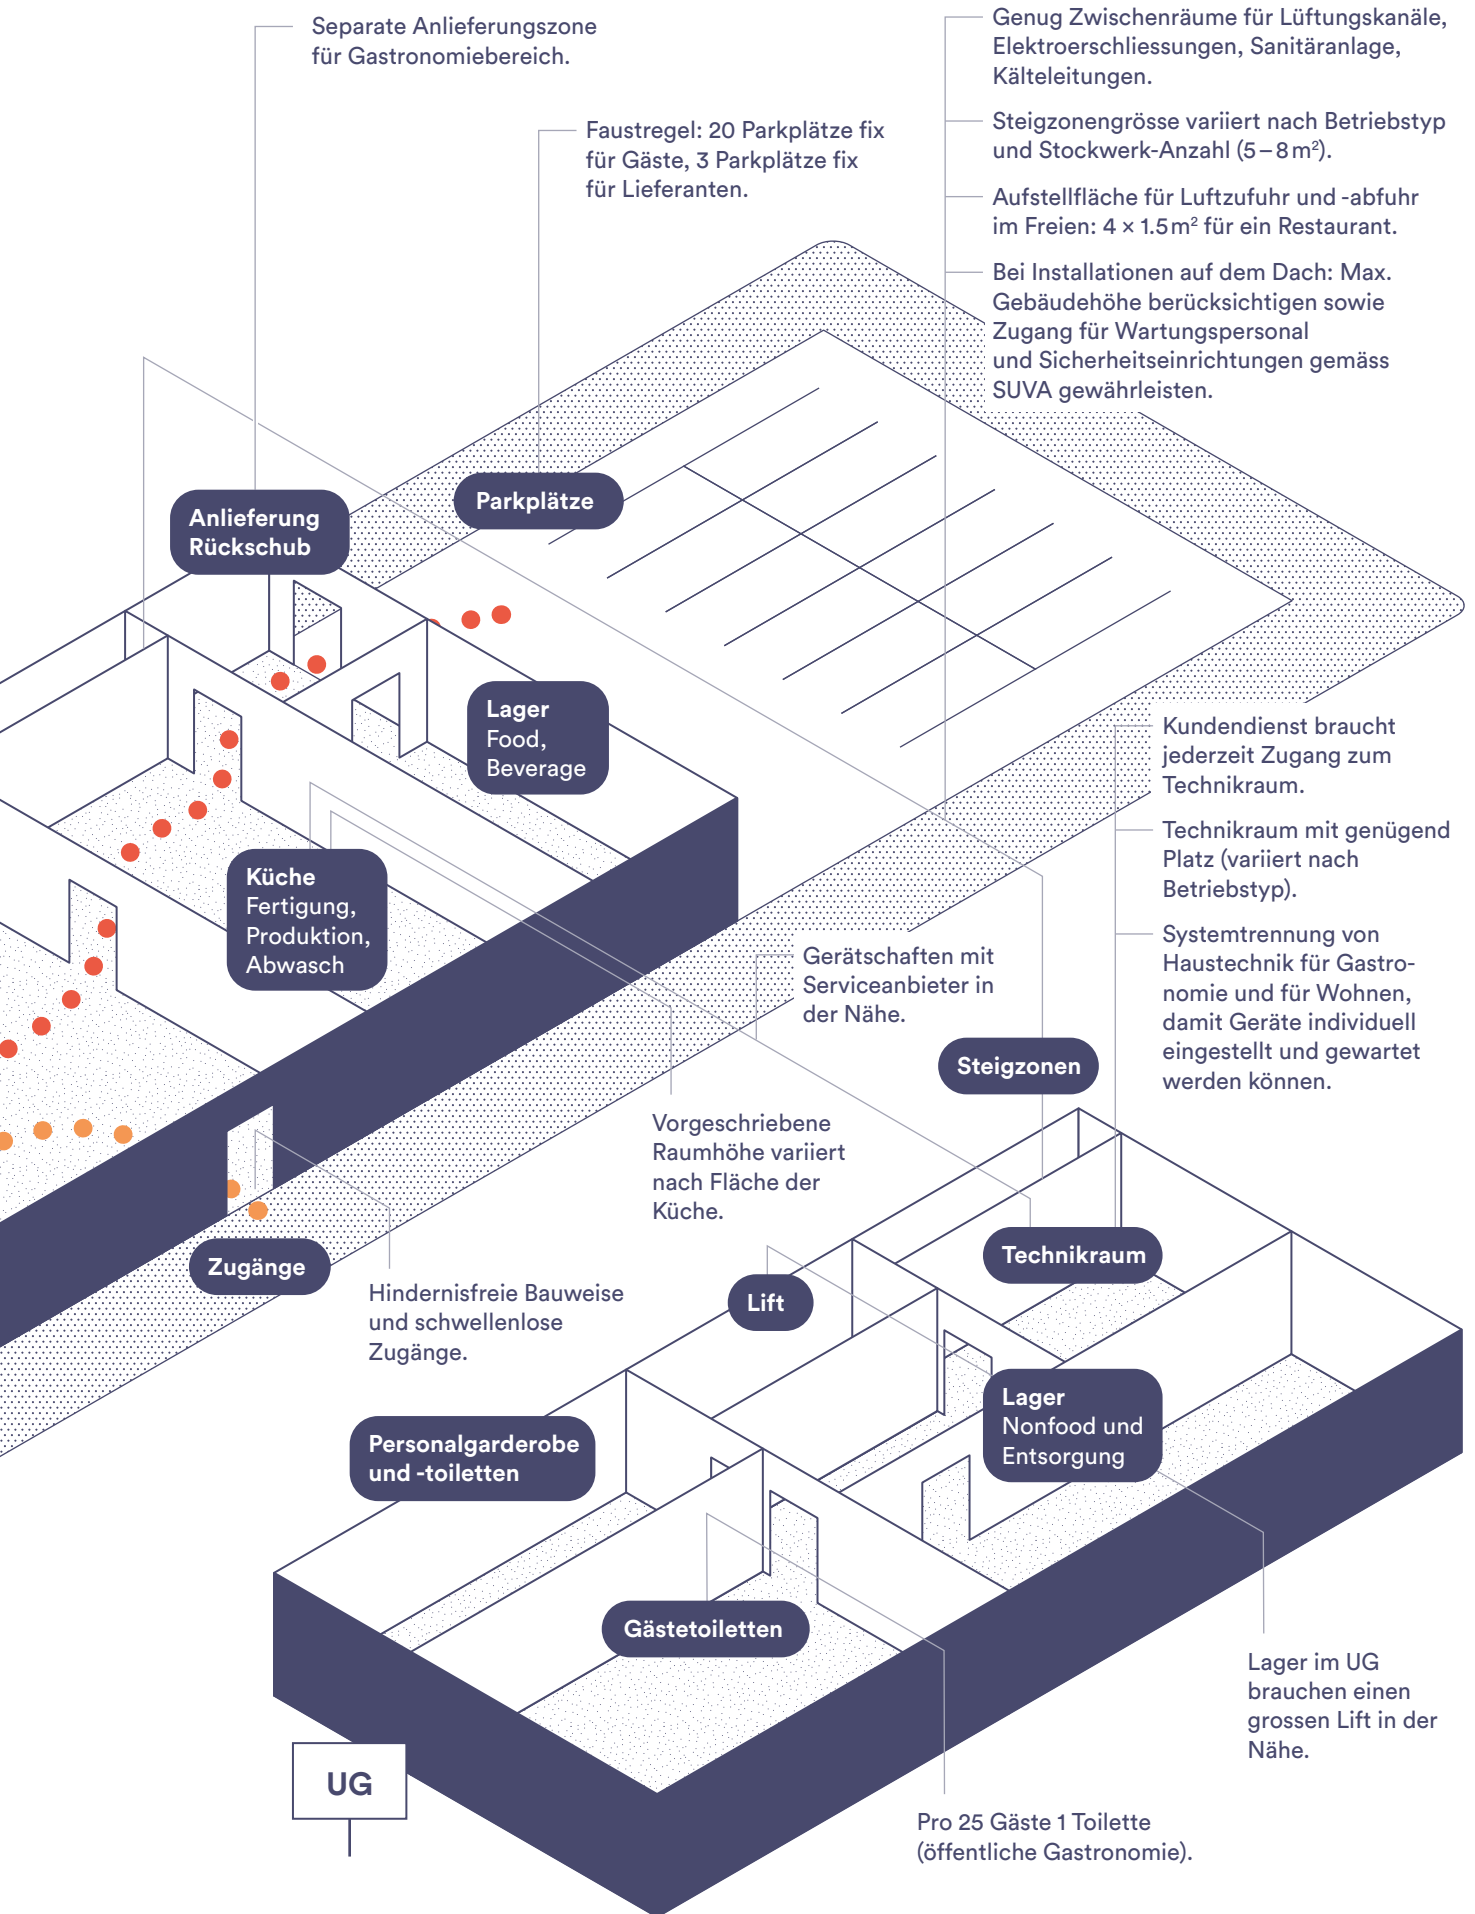 Separate Anlieferungszone
für Gastronomiebereich.
Genug Zwischenräume für Lüftungskanäle,
Elektroerschliessungen, Sanitäranlage,
Kälteleitungen.
Faustregel: 20 Parkplätze fix
für Gäste, 3 Parkplätze fix
für Lieferanten.
Steigzonengrösse variiert nach Betriebstyp
und Stockwerk-Anzahl (5–8 m²).
Aufstellfläche für Luftzufuhr und -abfuhr
im Freien: 4 × 1.5 m² für ein Restaurant.
Bei Installationen auf dem Dach: Max.
Gebäudehöhe berücksichtigen sowie
Zugang für Wartungspersonal
und Sicherheitseinrichtungen gemäss
SUVA gewährleisten.
Parkplätze
Anlieferung
Rückschub
Lager
Food,
Beverage
Kundendienst braucht
jederzeit Zugang zum
Technikraum.
Technikraum mit genügend
Platz (variiert nach
Betriebstyp).
Küche
Fertigung,
Produktion,
Abwasch
Systemtrennung von
Haustechnik für Gastro-
nomie und für Wohnen,
damit Geräte individuell
eingestellt und gewartet
werden können.
Gerätschaften mit
Serviceanbieter in
der Nähe.
Steigzonen
Vorgeschriebene
Raumhöhe variiert
nach Fläche der
Küche.
Zugänge
Technikraum
Hindernisfreie Bauweise
und schwellenlose
Zugänge.
Lift
Lager
Nonfood und
Entsorgung
Personalgarderobe
und -toiletten
Gästetoiletten
Lager im UG
brauchen einen
grossen Lift in der
Nähe.
UG
Pro 25 Gäste 1 Toilette
(öffentliche Gastronomie).